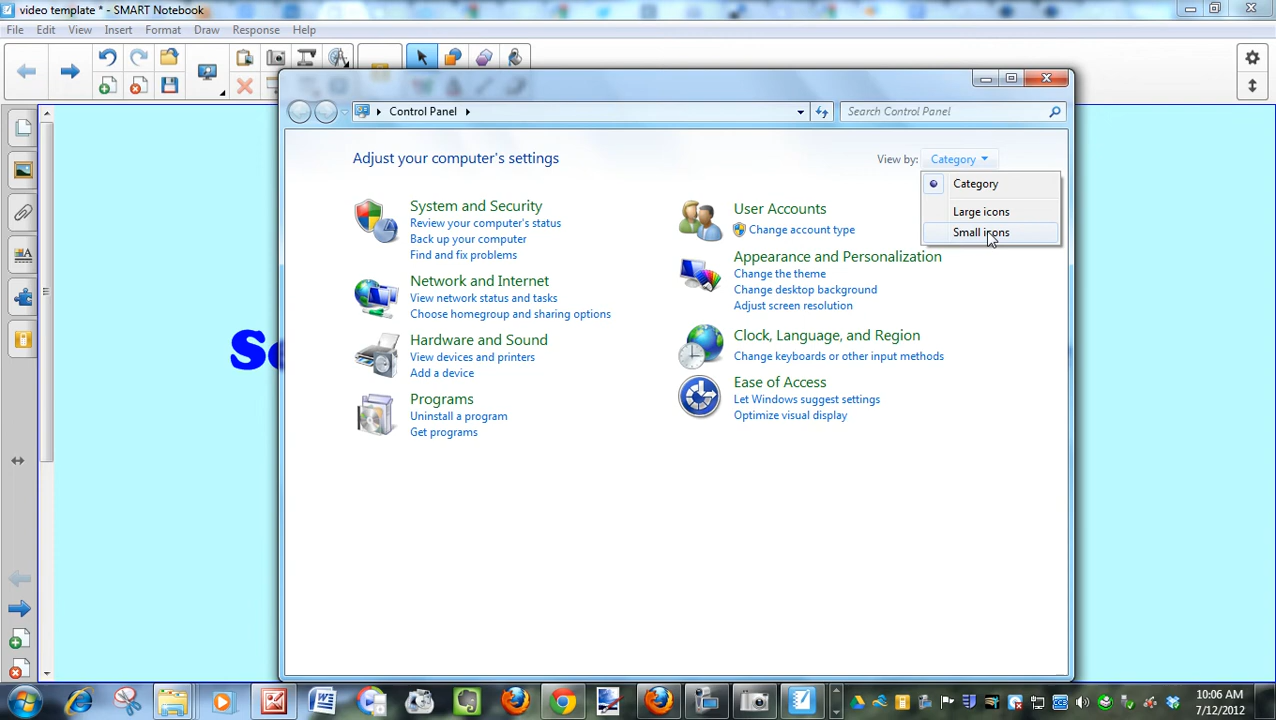 video template * - SMART Notebook
File Edit View Insert Format Draw Response Help
Control Panel
Search Control Panel
Adjust your computer's settings
View by: Category
Category
Large icons
Small icons
System and Security
Review your computer's status
Back up your computer
Find and fix problems
Network and Internet
View network status and tasks
Choose homegroup and sharing options
Hardware and Sound
View devices and printers
Add a device
Programs
Uninstall a program
Get programs
User Accounts
Change account type
Appearance and Personalization
Change the theme
Change desktop background
Adjust screen resolution
Clock, Language, and Region
Change keyboards or other input methods
Ease of Access
Let Windows suggest settings
Optimize visual display
10:06 AM
7/12/2012